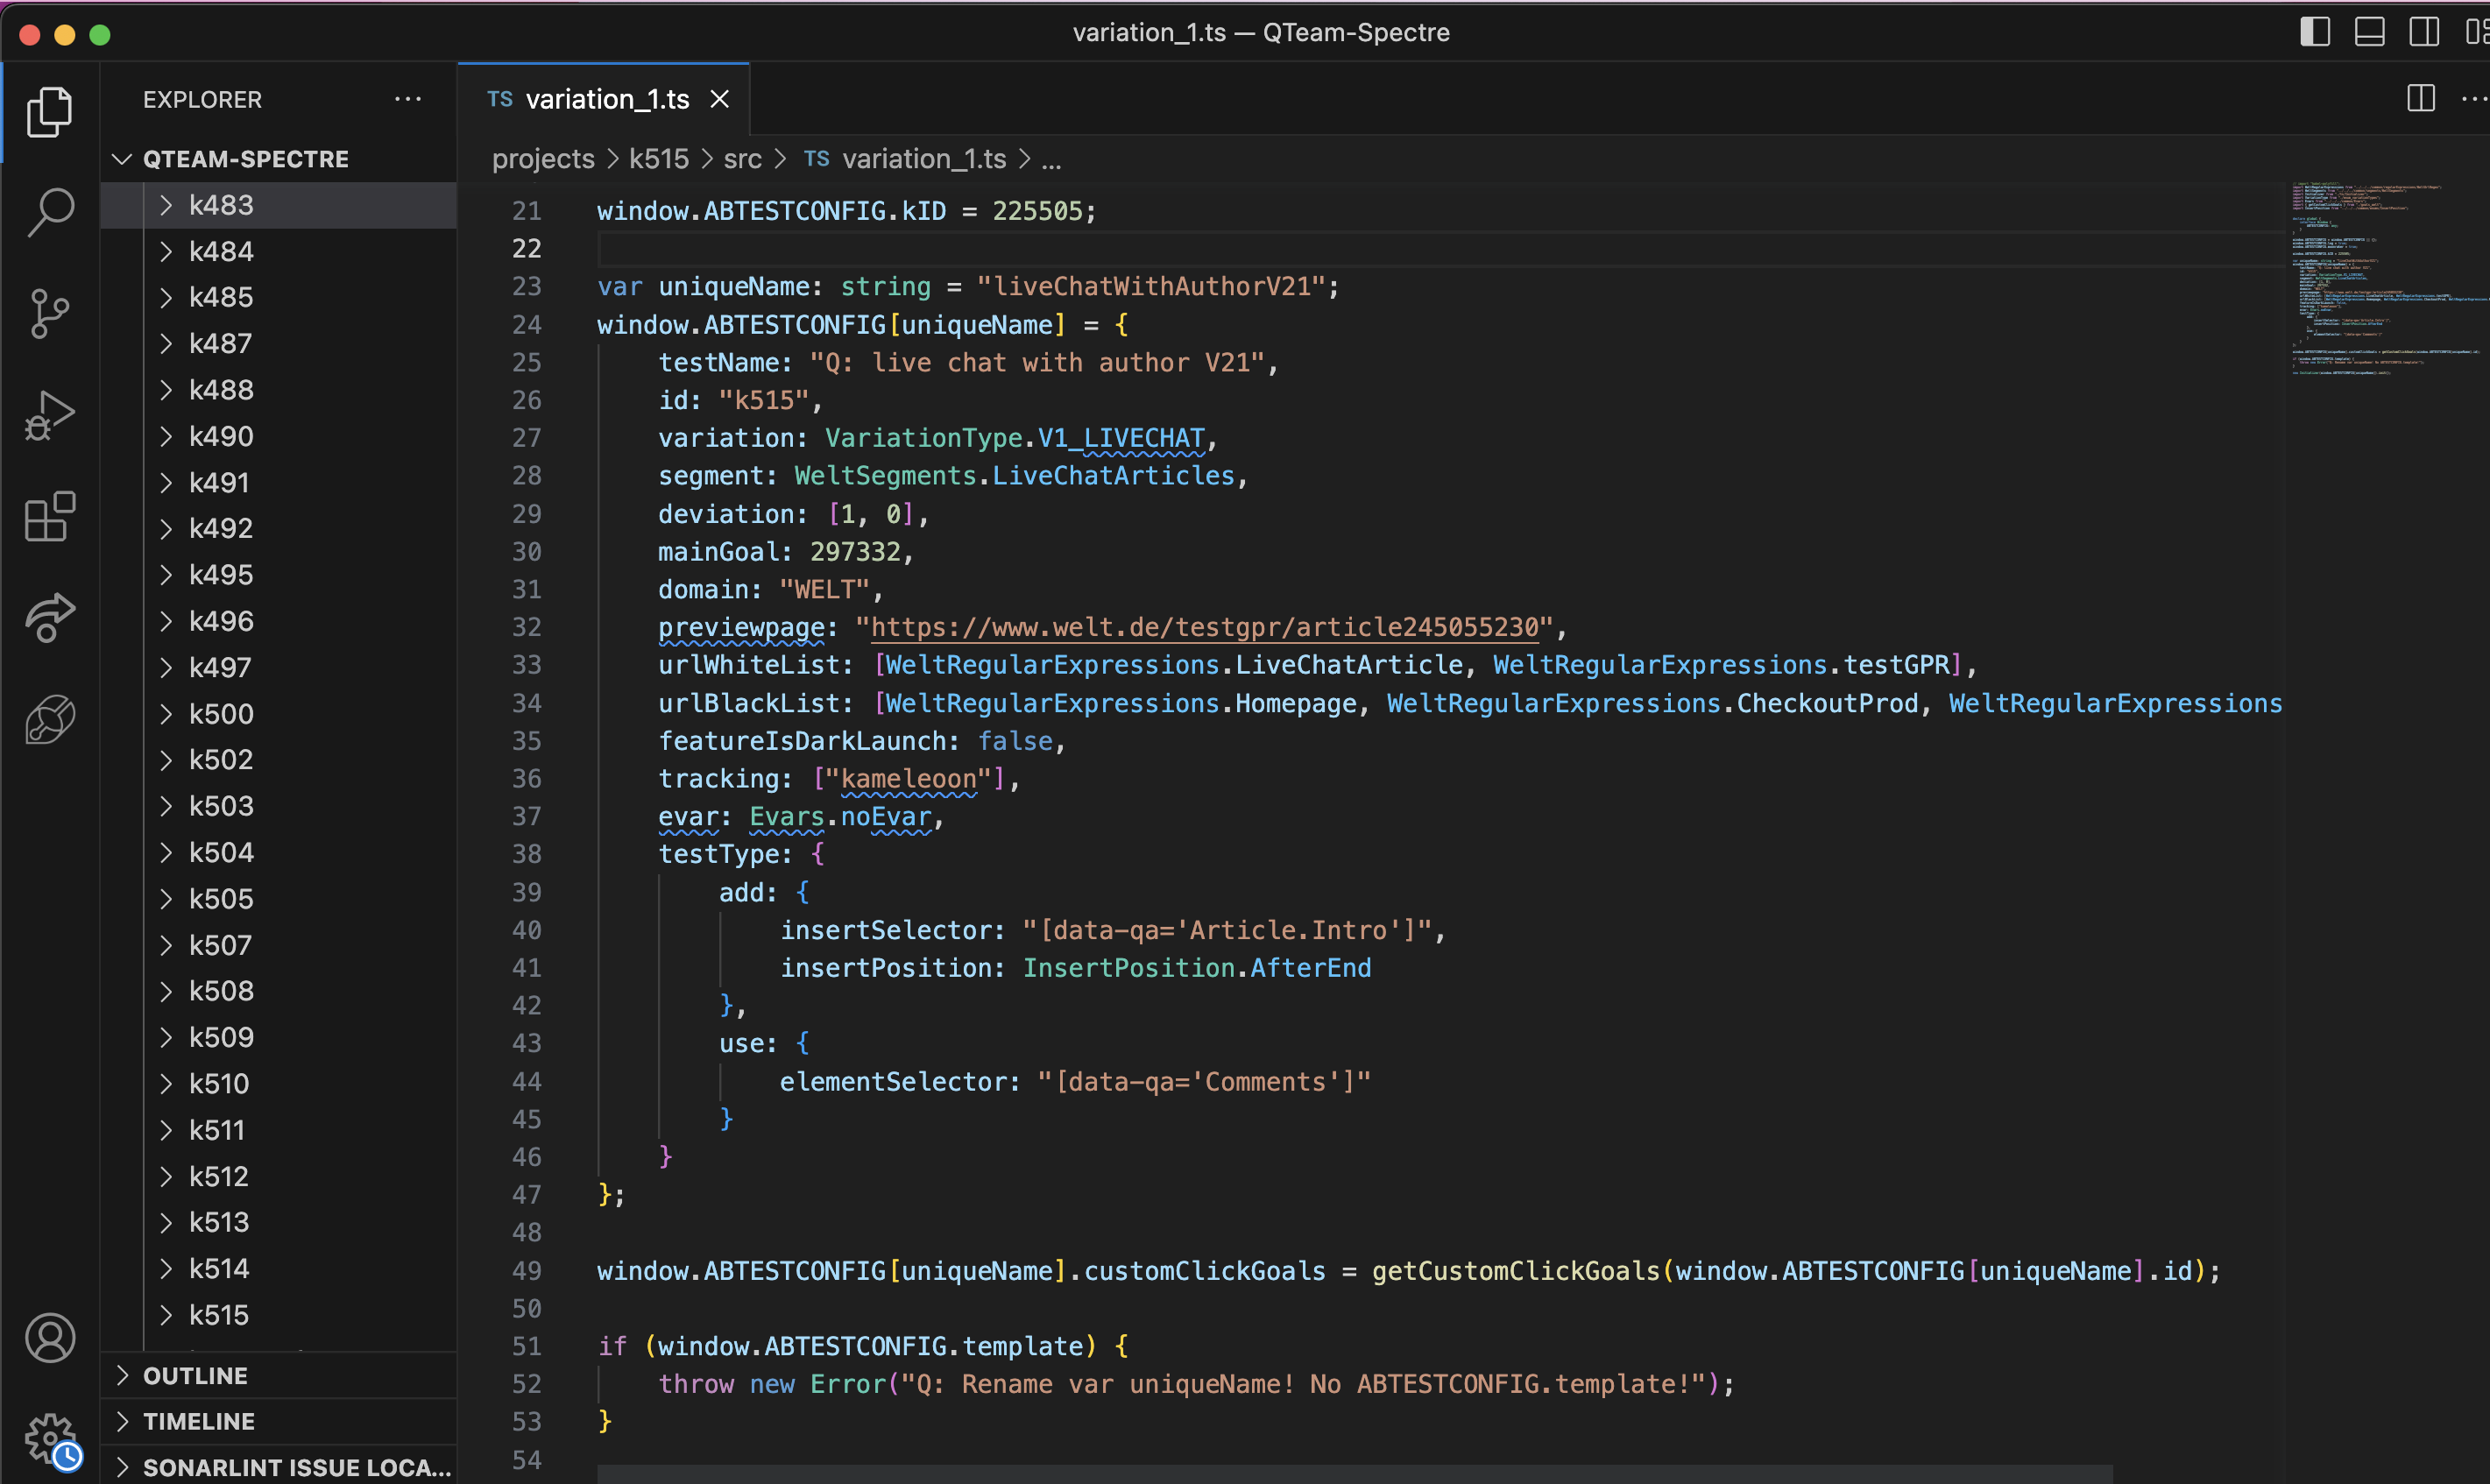 variation_1.ts — QTeam-Spectre
EXPLORER
QTEAM-SPECTRE
k483
k484
k485
k487
k488
k490
k491
k492
k495
k496
k497
k500
k502
k503
k504
k505
k507
k508
k509
k510
k511
k512
k513
k514
k515
OUTLINE
TIMELINE
SONARLINT ISSUE LOCA...
TS variation_1.ts
projects > k515 > src > TS variation_1.ts > ...
21 window.ABTESTCONFIG.kID = 225505;
22
23 var uniqueName: string = "liveChatWithAuthorV21";
24 window.ABTESTCONFIG[uniqueName] = {
25     testName: "Q: live chat with author V21",
26     id: "k515",
27     variation: VariationType.V1_LIVECHAT,
28     segment: WeltSegments.LiveChatArticles,
29     deviation: [1, 0],
30     mainGoal: 297332,
31     domain: "WELT",
32     previewpage: "https://www.welt.de/testgpr/article245055230",
33     urlWhiteList: [WeltRegularExpressions.LiveChatArticle, WeltRegularExpressions.testGPR],
34     urlBlackList: [WeltRegularExpressions.Homepage, WeltRegularExpressions.CheckoutProd, WeltRegularExpressions
35     featureIsDarkLaunch: false,
36     tracking: ["kameleoon"],
37     evar: Evars.noEvar,
38     testType: {
39         add: {
40             insertSelector: "[data-qa='Article.Intro']",
41             insertPosition: InsertPosition.AfterEnd
42         },
43         use: {
44             elementSelector: "[data-qa='Comments']"
45         }
46     }
47 };
48
49 window.ABTESTCONFIG[uniqueName].customClickGoals = getCustomClickGoals(window.ABTESTCONFIG[uniqueName].id);
50
51 if (window.ABTESTCONFIG.template) {
52     throw new Error("Q: Rename var uniqueName! No ABTESTCONFIG.template!");
53 }
54